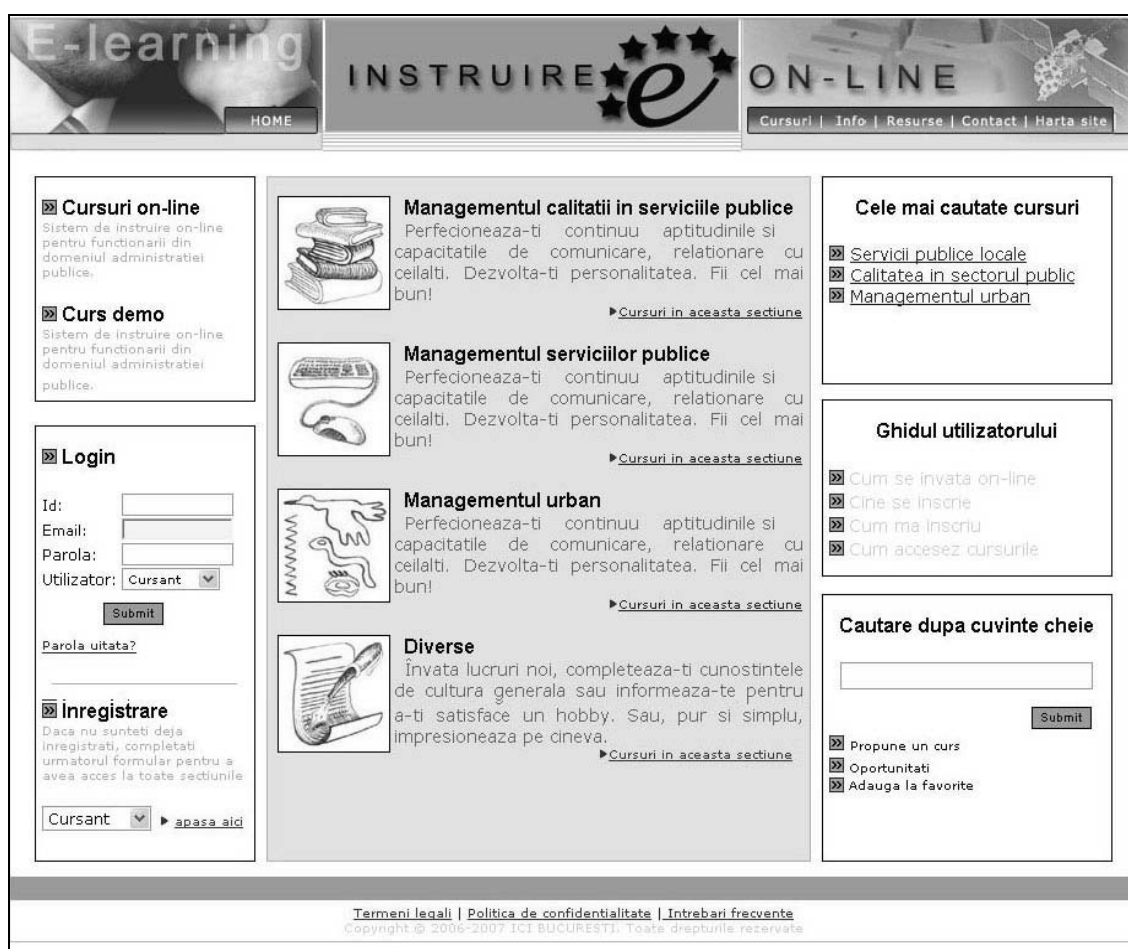 E-learning
INSTRUIRE e ON-LINE
HOME
Cursuri | Info | Resurse | Contact | Harta site
Cursuri on-line
Sistem de instruire on-line
pentru functionarii din
domeniul administratiei
publice.
Curs demo
Sistem de instruire on-line
pentru functionarii din
domeniul administratiei
publice.
Login
Id:
Email:
Parola:
Utilizator: Cursant
Submit
Parola uitata?
Inregistrare
Daca nu sunteti deja
inregistrati, completati
urmatorul formular pentru a
avea acces la toate sectiunile
Cursant apasa aici
Managementul calitatii in serviciile publice
Perfecioneaza-ti continuu aptitudinile si
capacitatile de comunicare, relationare cu
ceilalti. Dezvolta-ti personalitatea. Fii cel mai
bun!
Cursuri in aceasta sectiune
Managementul serviciilor publice
Perfecioneaza-ti continuu aptitudinile si
capacitatile de comunicare, relationare cu
ceilalti. Dezvolta-ti personalitatea. Fii cel mai
bun!
Cursuri in aceasta sectiune
Managementul urban
Perfecioneaza-ti continuu aptitudinile si
capacitatile de comunicare, relationare cu
ceilalti. Dezvolta-ti personalitatea. Fii cel mai
bun!
Cursuri in aceasta sectiune
Diverse
Învata lucruri noi, completeaza-ti cunostintele
de cultura generala sau informeaza-te pentru
a-ti satisface un hobby. Sau, pur si simplu,
impresioneaza pe cineva.
Cursuri in aceasta sectiune
Cele mai cautate cursuri
Servicii publice locale
Calitatea in sectorul public
Managementul urban
Ghidul utilizatorului
Cum se invata on-line
Cine se inscrie
Cum ma inscriu
Cum accesez cursurile
Cautare dupa cuvinte cheie
Submit
Propune un curs
Oportunitati
Adauga la favorite
Termeni legali | Politica de confidentialitate | Intrebari frecvente
Copyright @ 2006-2007 ICI BUCURESTI. Toate drepturile rezervate